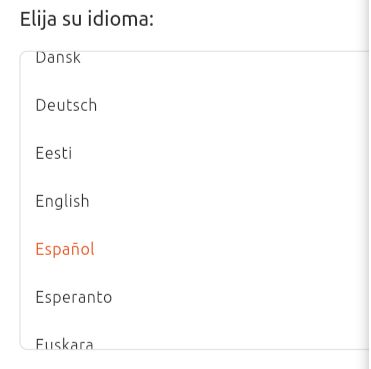 Elija su idioma:
Dansk
Deutsch
Eesti
English
Español
Esperanto
Euskara